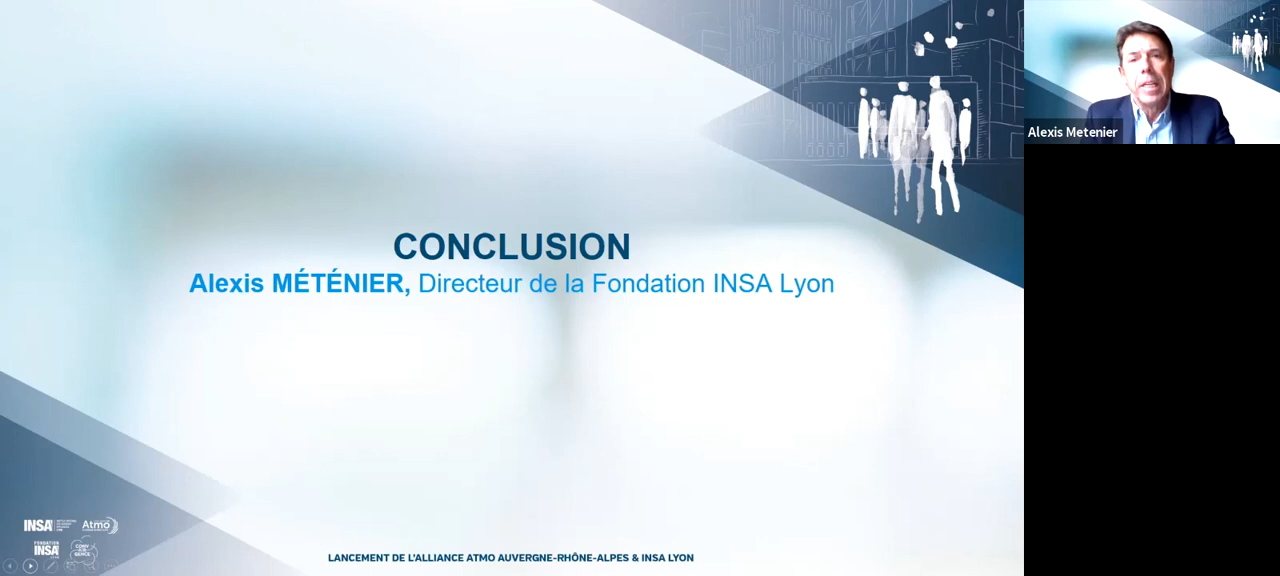 CONCLUSION
Alexis MÉTÉNIER, Directeur de la Fondation INSA Lyon
Alexis Metenier
INSA
Atmo
FONDATION
INSA
LANCEMENT DE L'ALLIANCE ATMO AUVERGNE-RHÔNE-ALPES & INSA LYON